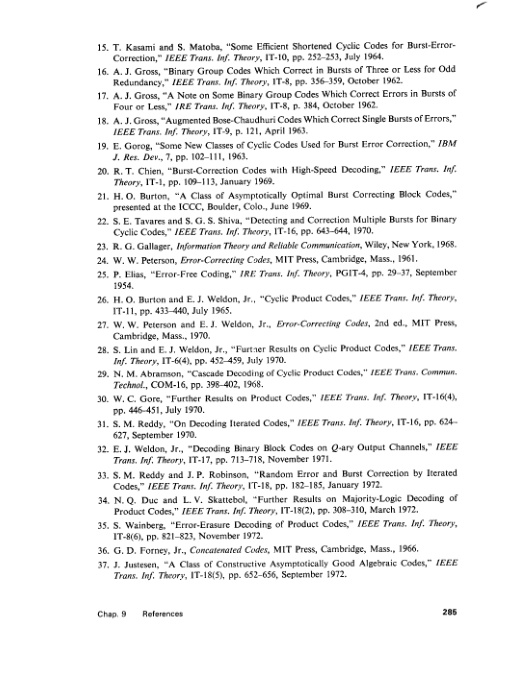 15. T. Kasami and S. Matoba, “Some Efficient Shortened Cyclic Codes for Burst-Error-
Correction,” IEEE Trans. Inf. Theory, IT-10, pp. 252–253, July 1964.
16. A. J. Gross, “Binary Group Codes Which Correct in Bursts of Three or Less for Odd
Redundancy,” IEEE Trans. Inf. Theory, IT-8, pp. 356–359, October 1962.
17. A. J. Gross, “A Note on Some Binary Group Codes Which Correct Errors in Bursts of
Four or Less,” IRE Trans. Inf. Theory, IT-8, p. 384, October 1962.
18. A. J. Gross, “Augmented Bose-Chaudhuri Codes Which Correct Single Bursts of Errors,”
IEEE Trans. Inf. Theory, IT-9, p. 121, April 1963.
19. E. Gorog, “Some New Classes of Cyclic Codes Used for Burst Error Correction,” IBM
J. Res. Dev., 7, pp. 102–111, 1963.
20. R. T. Chien, “Burst-Correction Codes with High-Speed Decoding,” IEEE Trans. Inf.
Theory, IT-1, pp. 109–113, January 1969.
21. H. O. Burton, “A Class of Asymptotically Optimal Burst Correcting Block Codes,”
presented at the ICCC, Boulder, Colo., June 1969.
22. S. E. Tavares and S. G. S. Shiva, “Detecting and Correction Multiple Bursts for Binary
Cyclic Codes,” IEEE Trans. Inf. Theory, IT-16, pp. 643–644, 1970.
23. R. G. Gallager, Information Theory and Reliable Communication, Wiley, New York, 1968.
24. W. W. Peterson, Error-Correcting Codes, MIT Press, Cambridge, Mass., 1961.
25. P. Elias, “Error-Free Coding,” IRE Trans. Inf. Theory, PGIT-4, pp. 29–37, September
1954.
26. H. O. Burton and E. J. Weldon, Jr., “Cyclic Product Codes,” IEEE Trans. Inf. Theory,
IT-11, pp. 433–440, July 1965.
27. W. W. Peterson and E. J. Weldon, Jr., Error-Correcting Codes, 2nd ed., MIT Press,
Cambridge, Mass., 1970.
28. S. Lin and E. J. Weldon, Jr., “Further Results on Cyclic Product Codes,” IEEE Trans.
Inf. Theory, IT-6(4), pp. 452–459, July 1970.
29. N. M. Abramson, “Cascade Decoding of Cyclic Product Codes,” IEEE Trans. Commun.
Technol., COM-16, pp. 398–402, 1968.
30. W. C. Gore, “Further Results on Product Codes,” IEEE Trans. Inf. Theory, IT-16(4),
pp. 446–451, July 1970.
31. S. M. Reddy, “On Decoding Iterated Codes,” IEEE Trans. Inf. Theory, IT-16, pp. 624–
627, September 1970.
32. E. J. Weldon, Jr., “Decoding Binary Block Codes on Q-ary Output Channels,” IEEE
Trans. Inf. Theory, IT-17, pp. 713–718, November 1971.
33. S. M. Reddy and J. P. Robinson, “Random Error and Burst Correction by Iterated
Codes,” IEEE Trans. Inf. Theory, IT-18, pp. 182–185, January 1972.
34. N. Q. Duc and L. V. Skattebol, “Further Results on Majority-Logic Decoding of
Product Codes,” IEEE Trans. Inf. Theory, IT-18(2), pp. 308–310, March 1972.
35. S. Wainberg, “Error-Erasure Decoding of Product Codes,” IEEE Trans. Inf. Theory,
IT-8(6), pp. 821–823, November 1972.
36. G. D. Forney, Jr., Concatenated Codes, MIT Press, Cambridge, Mass., 1966.
37. J. Justesen, “A Class of Constructive Asymptotically Good Algebraic Codes,” IEEE
Trans. Inf. Theory, IT-18(5), pp. 652–656, September 1972.
Chap. 9 References 285